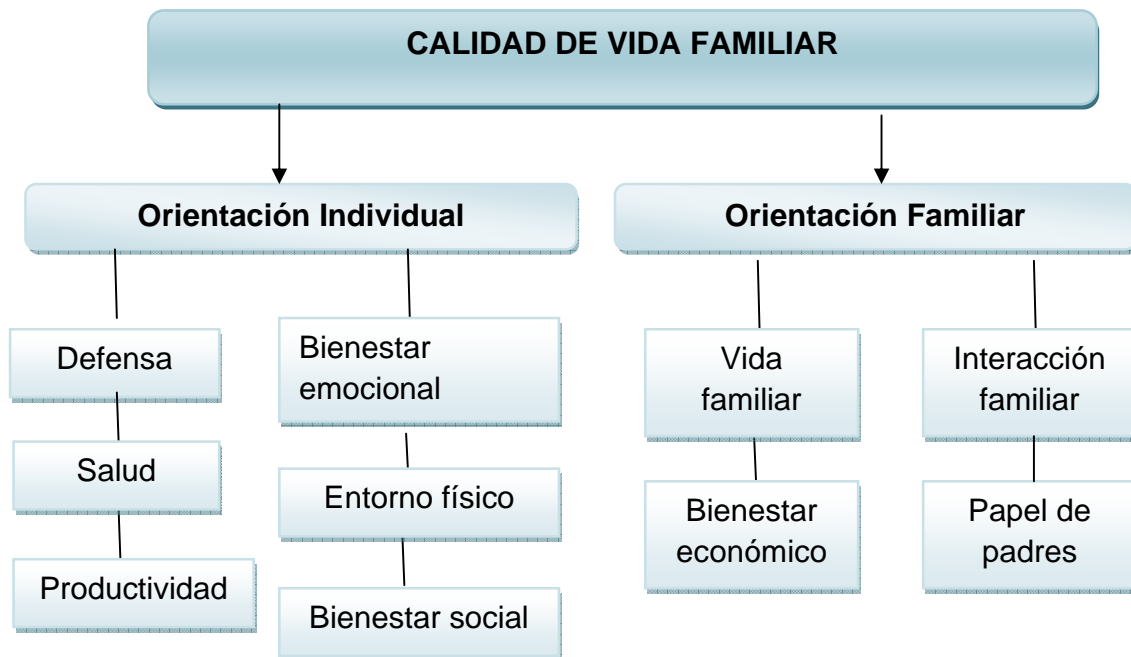 CALIDAD DE VIDA FAMILIAR
Orientación Individual
Orientación Familiar
Defensa
Salud
Productividad
Bienestar
emocional
Entorno físico
Bienestar social
Vida
familiar
Bienestar
económico
Interacción
familiar
Papel de
padres